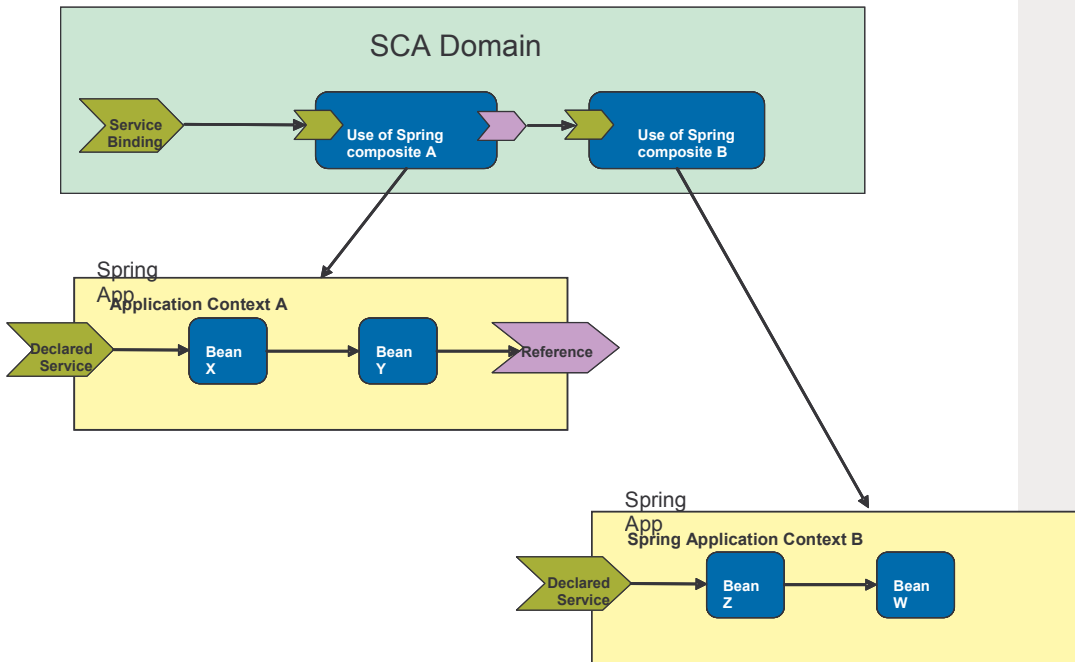 SCA Domain
Service
Binding
Use of Spring
composite A
Use of Spring
composite B
Spring
App
Application Context A
Declared
Service
Bean
X
Bean
Y
Reference
Spring
App
Spring Application Context B
Declared
Service
Bean
Z
Bean
W